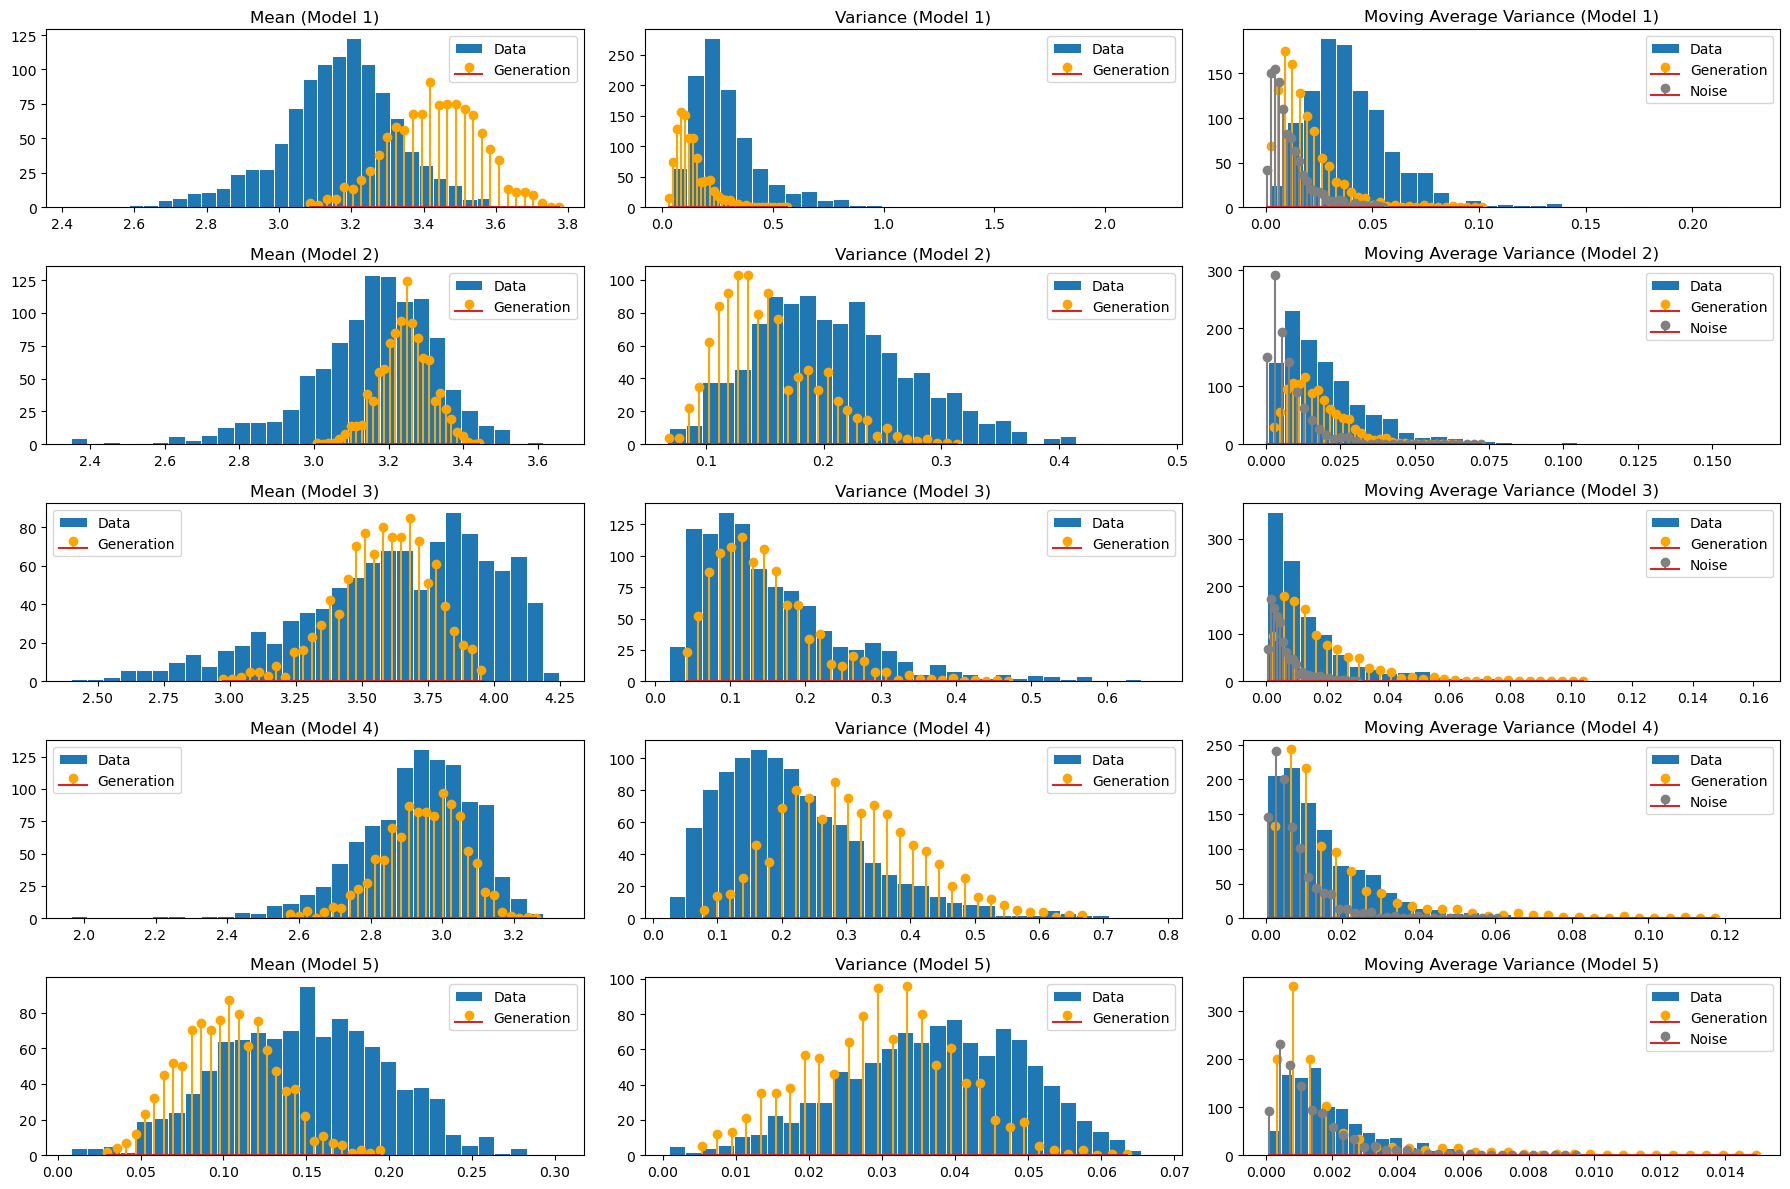 Mean (Model 1)
Data
Generation
125
100
75
50
25
0
2.4 2.6 2.8 3.0 3.2 3.4 3.6 3.8
Variance (Model 1)
Data
Generation
250
200
150
100
50
0
0.0 0.5 1.0 1.5 2.0
Moving Average Variance (Model 1)
Data
Generation
Noise
150
100
50
0
0.00 0.05 0.10 0.15 0.20
Mean (Model 2)
Data
Generation
125
100
75
50
25
0
2.4 2.6 2.8 3.0 3.2 3.4 3.6
Variance (Model 2)
Data
Generation
100
80
60
40
20
0
0.1 0.2 0.3 0.4 0.5
Moving Average Variance (Model 2)
Data
Generation
Noise
300
200
100
0
0.000 0.025 0.050 0.075 0.100 0.125 0.150
Mean (Model 3)
Data
Generation
80
60
40
20
0
2.50 2.75 3.00 3.25 3.50 3.75 4.00 4.25
Variance (Model 3)
Data
Generation
125
100
75
50
25
0
0.0 0.1 0.2 0.3 0.4 0.5 0.6
Moving Average Variance (Model 3)
Data
Generation
Noise
300
200
100
0
0.00 0.02 0.04 0.06 0.08 0.10 0.12 0.14 0.16
Mean (Model 4)
Data
Generation
125
100
75
50
25
0
2.0 2.2 2.4 2.6 2.8 3.0 3.2
Variance (Model 4)
Data
Generation
100
80
60
40
20
0
0.0 0.1 0.2 0.3 0.4 0.5 0.6 0.7 0.8
Moving Average Variance (Model 4)
Data
Generation
Noise
250
200
150
100
50
0
0.00 0.02 0.04 0.06 0.08 0.10 0.12
Mean (Model 5)
Data
Generation
80
60
40
20
0
0.00 0.05 0.10 0.15 0.20 0.25 0.30
Variance (Model 5)
Data
Generation
100
80
60
40
20
0
0.00 0.01 0.02 0.03 0.04 0.05 0.06 0.07
Moving Average Variance (Model 5)
Data
Generation
Noise
300
200
100
0
0.000 0.002 0.004 0.006 0.008 0.010 0.012 0.014